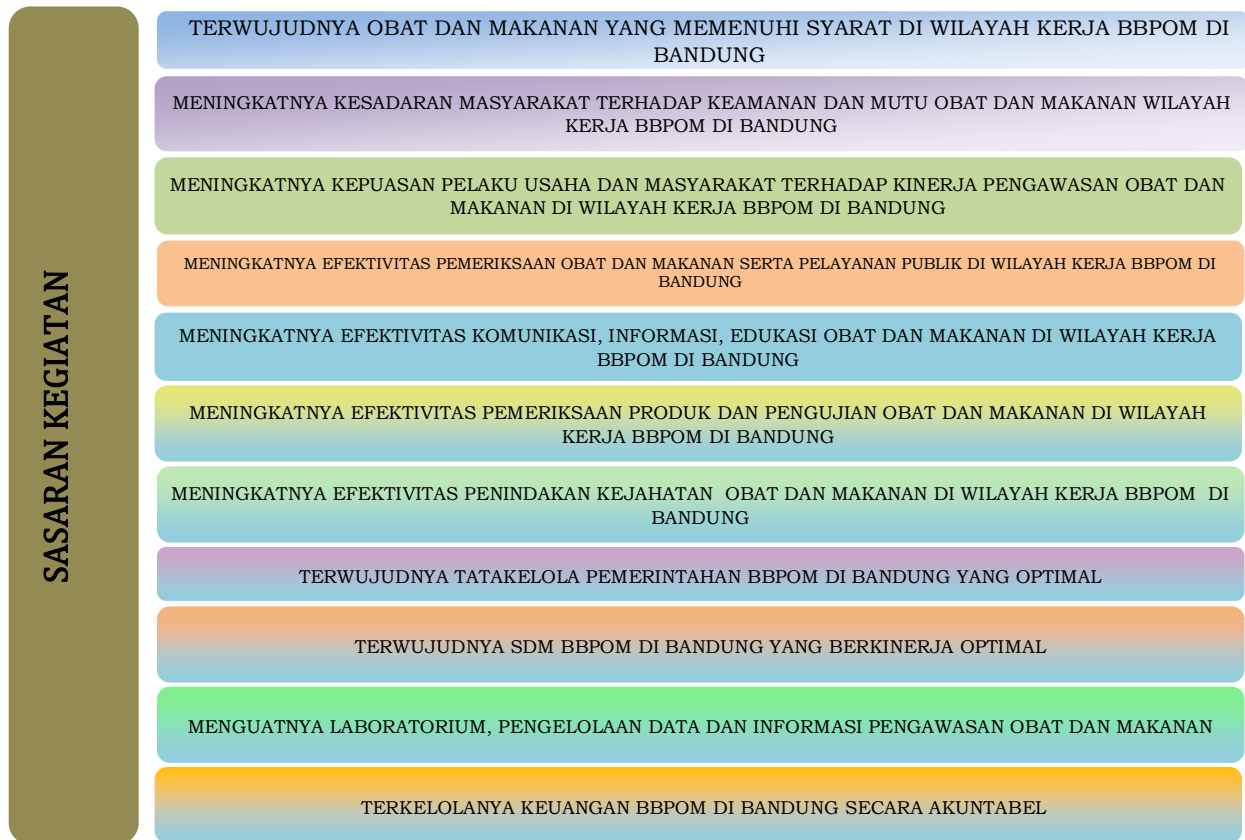 SASARAN KEGIATAN
TERWUJUDNYA OBAT DAN MAKANAN YANG MEMENUHI SYARAT DI WILAYAH KERJA BBPOM DI
BANDUNG
MENINGKATNYA KESADARAN MASYARAKAT TERHADAP KEAMANAN DAN MUTU OBAT DAN MAKANAN WILAYAH
KERJA BBPOM DI BANDUNG
MENINGKATNYA KEPUASAN PELAKU USAHA DAN MASYARAKAT TERHADAP KINERJA PENGAWASAN OBAT DAN
MAKANAN DI WILAYAH KERJA BBPOM DI BANDUNG
MENINGKATNYA EFEKTIVITAS PEMERIKSAAN OBAT DAN MAKANAN SERTA PELAYANAN PUBLIK DI WILAYAH KERJA BBPOM DI
BANDUNG
MENINGKATNYA EFEKTIVITAS KOMUNIKASI, INFORMASI, EDUKASI OBAT DAN MAKANAN DI WILAYAH KERJA
BBPOM DI BANDUNG
MENINGKATNYA EFEKTIVITAS PEMERIKSAAN PRODUK DAN PENGUJIAN OBAT DAN MAKANAN DI WILAYAH
KERJA BBPOM DI BANDUNG
MENINGKATNYA EFEKTIVITAS PENINDAKAN KEJAHATAN OBAT DAN MAKANAN DI WILAYAH KERJA BBPOM DI
BANDUNG
TERWUJUDNYA TATAKELOLA PEMERINTAHAN BBPOM DI BANDUNG YANG OPTIMAL
TERWUJUDNYA SDM BBPOM DI BANDUNG YANG BERKINERJA OPTIMAL
MENGUATNYA LABORATORIUM, PENGELOLAAN DATA DAN INFORMASI PENGAWASAN OBAT DAN MAKANAN
TERKELOLANYA KEUANGAN BBPOM DI BANDUNG SECARA AKUNTABEL